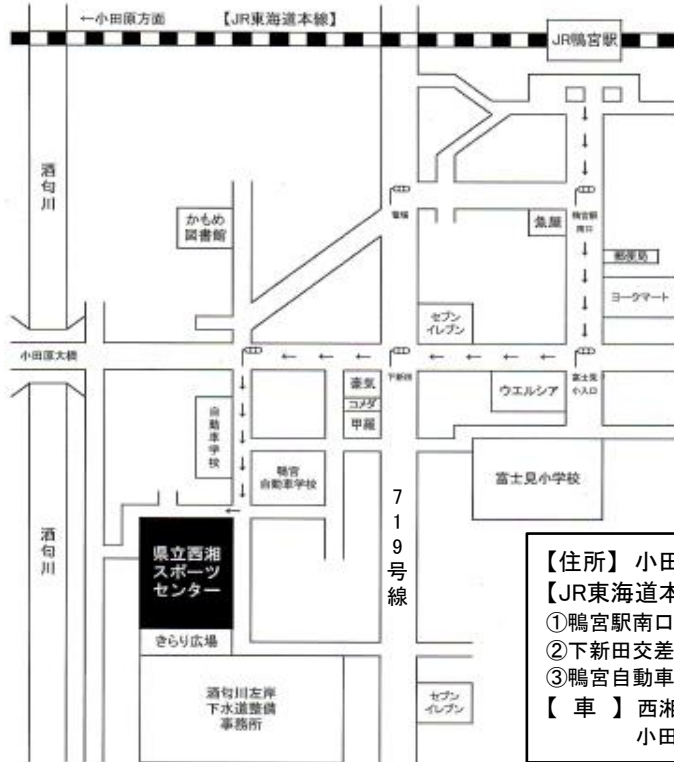 ←小田原方面
【JR東海道本線】
JR鴨宮駅
酒匂川
かもめ
図書館
魚屋
鴨宮駅
南口
郵便局
ヨークマート
セブン
イレブン
小田原大橋
下新田
富士見
小入口
豪気
コメダ
甲羅
ウエルシア
自動車学校
鴨宮
自動車学校
富士見小学校
719号線
酒匂川
県立西湘
スポーツ
センター
きらり広場
酒匂川左岸
下水道整備
事務所
セブン
イレブン
【住所】小田
【JR東海道本
①鴨宮駅南口
②下新田交差
③鴨宮自動車
【 車 】西湘
小田